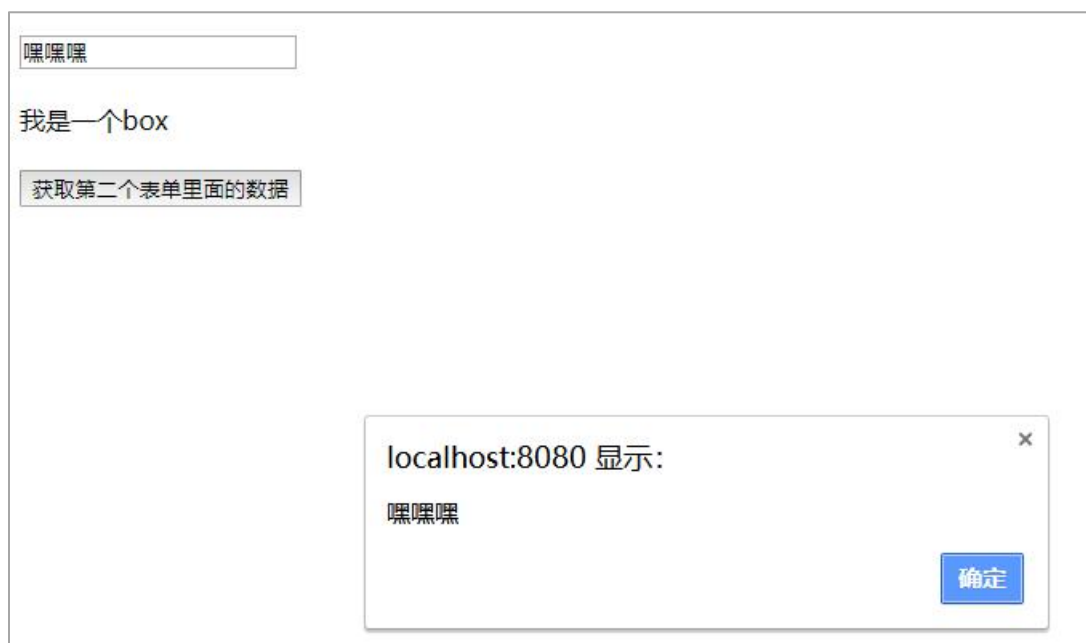 嘿嘿嘿
我是一个box
获取第二个表单里面的数据
localhost:8080 显示：
×
嘿嘿嘿
确定